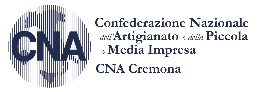 CNA
Confederazione Nazionale
dell'Artigianato e della Piccola
e Media Impresa
CNA Cremona